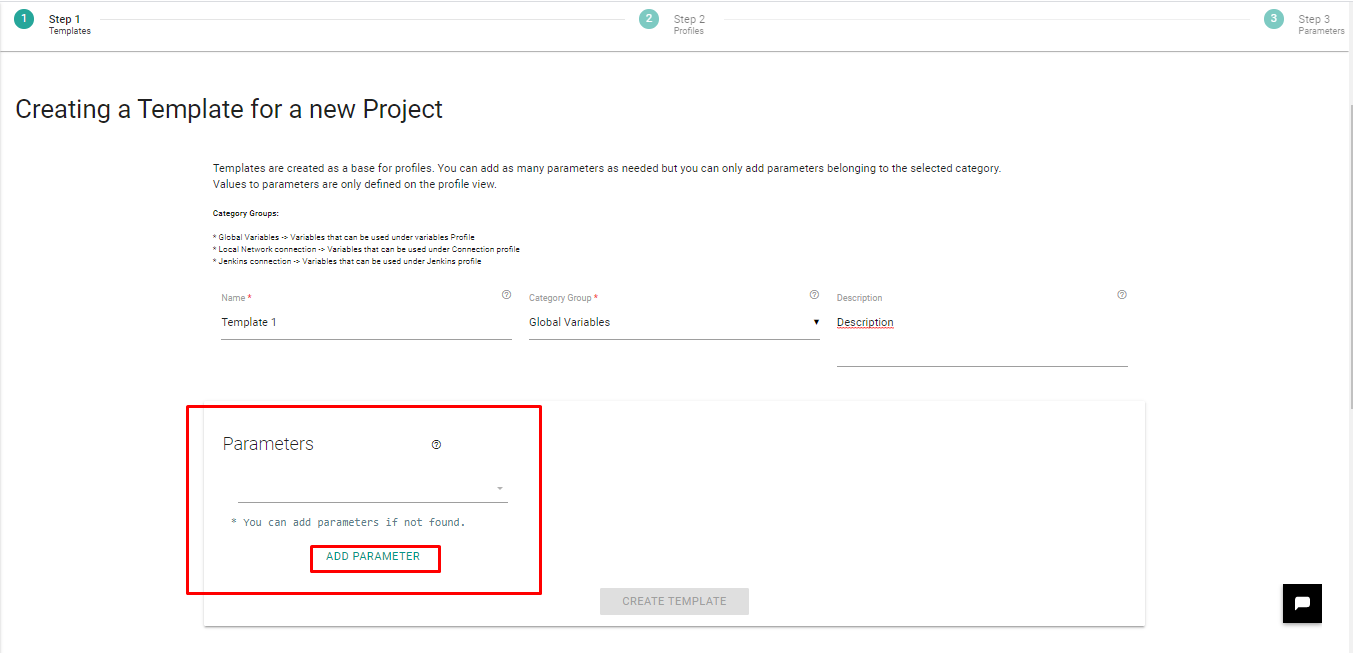 1 Step 1
Templates
2 Step 2
Profiles
3 Step 3
Parameters
Creating a Template for a new Project
Templates are created as a base for profiles. You can add as many parameters as needed but you can only add parameters belonging to the selected category.
Values to parameters are only defined on the profile view.
Category Groups:
* Global Variables -> Variables that can be used under variables Profile
* Local Network connection -> Variables that can be used under Connection profile
* Jenkins connection -> Variables that can be used under Jenkins profile
Name *
Template 1
Category Group *
Global Variables
Description
Description
Parameters
* You can add parameters if not found.
ADD PARAMETER
CREATE TEMPLATE